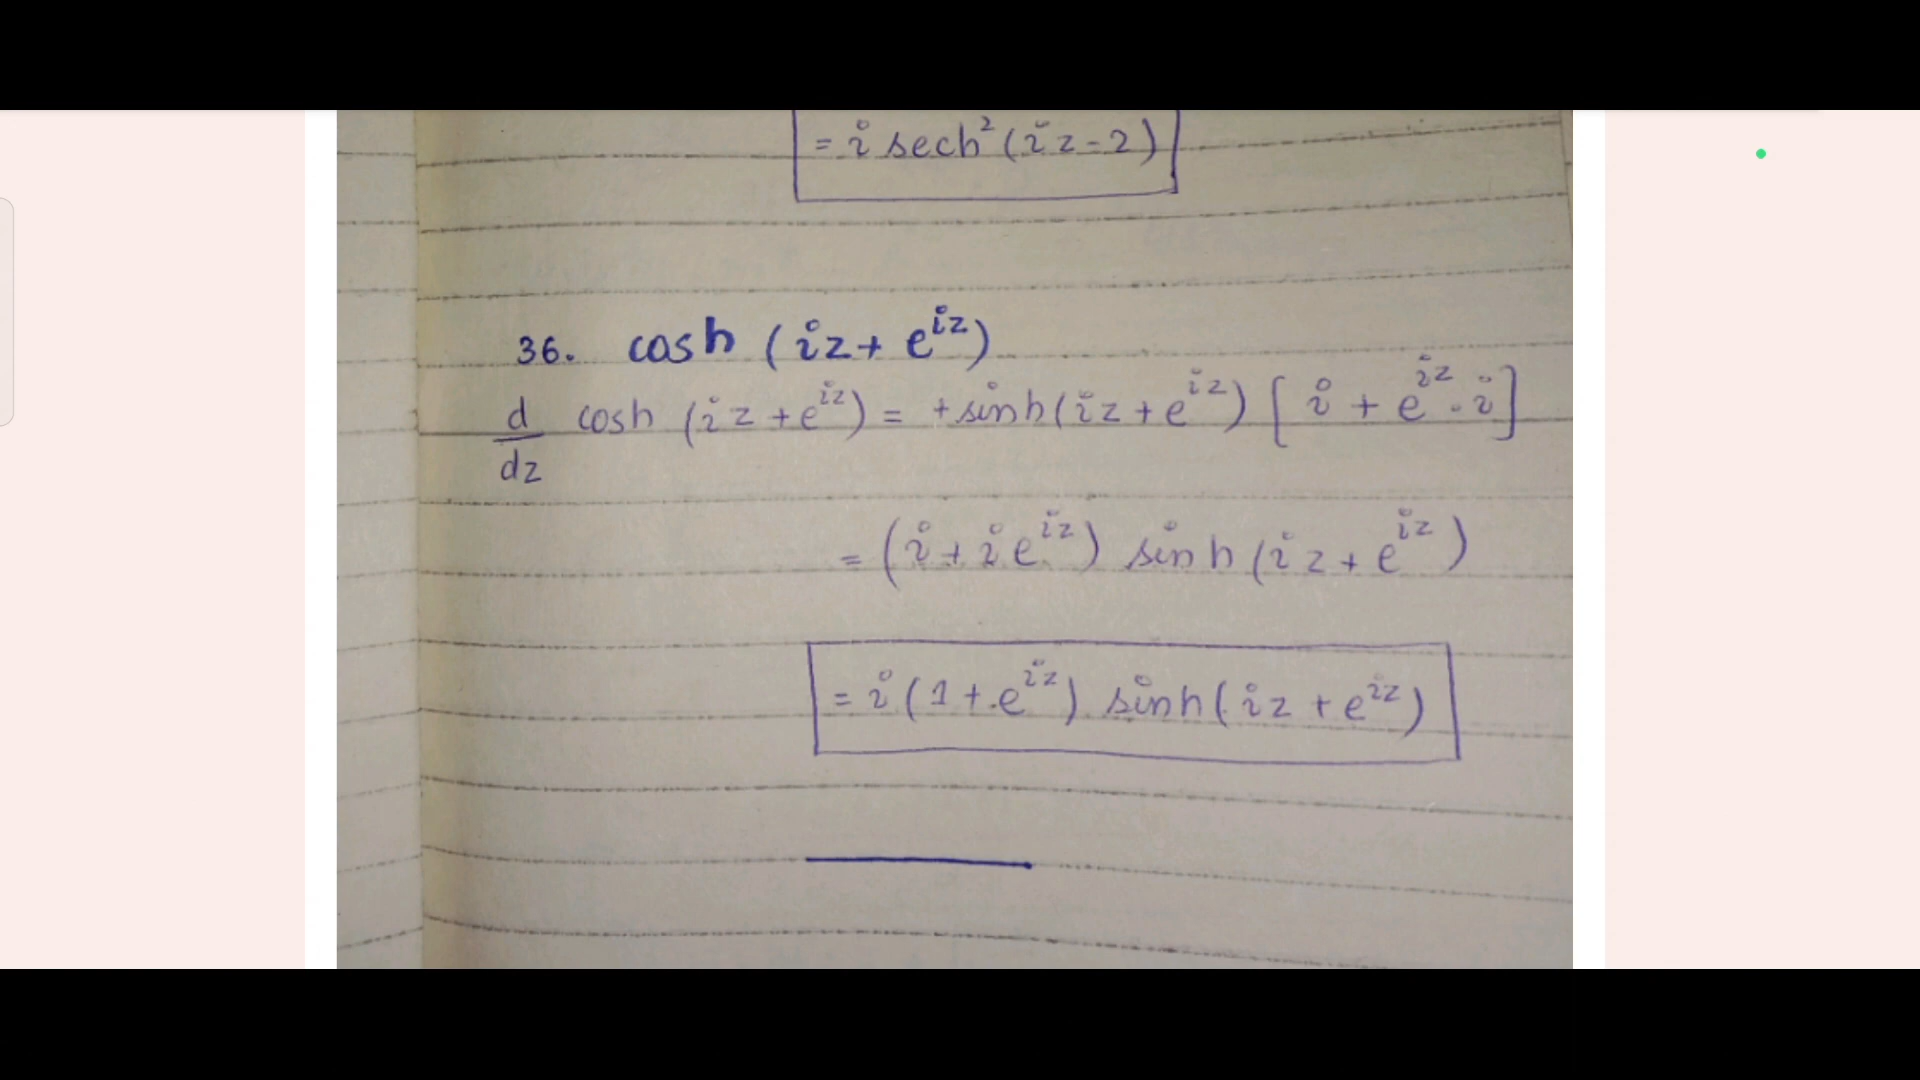 = i sech²(iz-2)
36. cosh (iz + e^{iz})
d/dz cosh (iz + e^{iz}) = +sinh(iz + e^{iz}) [i + e^{iz} · i]
= (i + i e^{iz}) sinh (iz + e^{iz})
= i (1 + e^{iz}) sinh(iz + e^{iz})